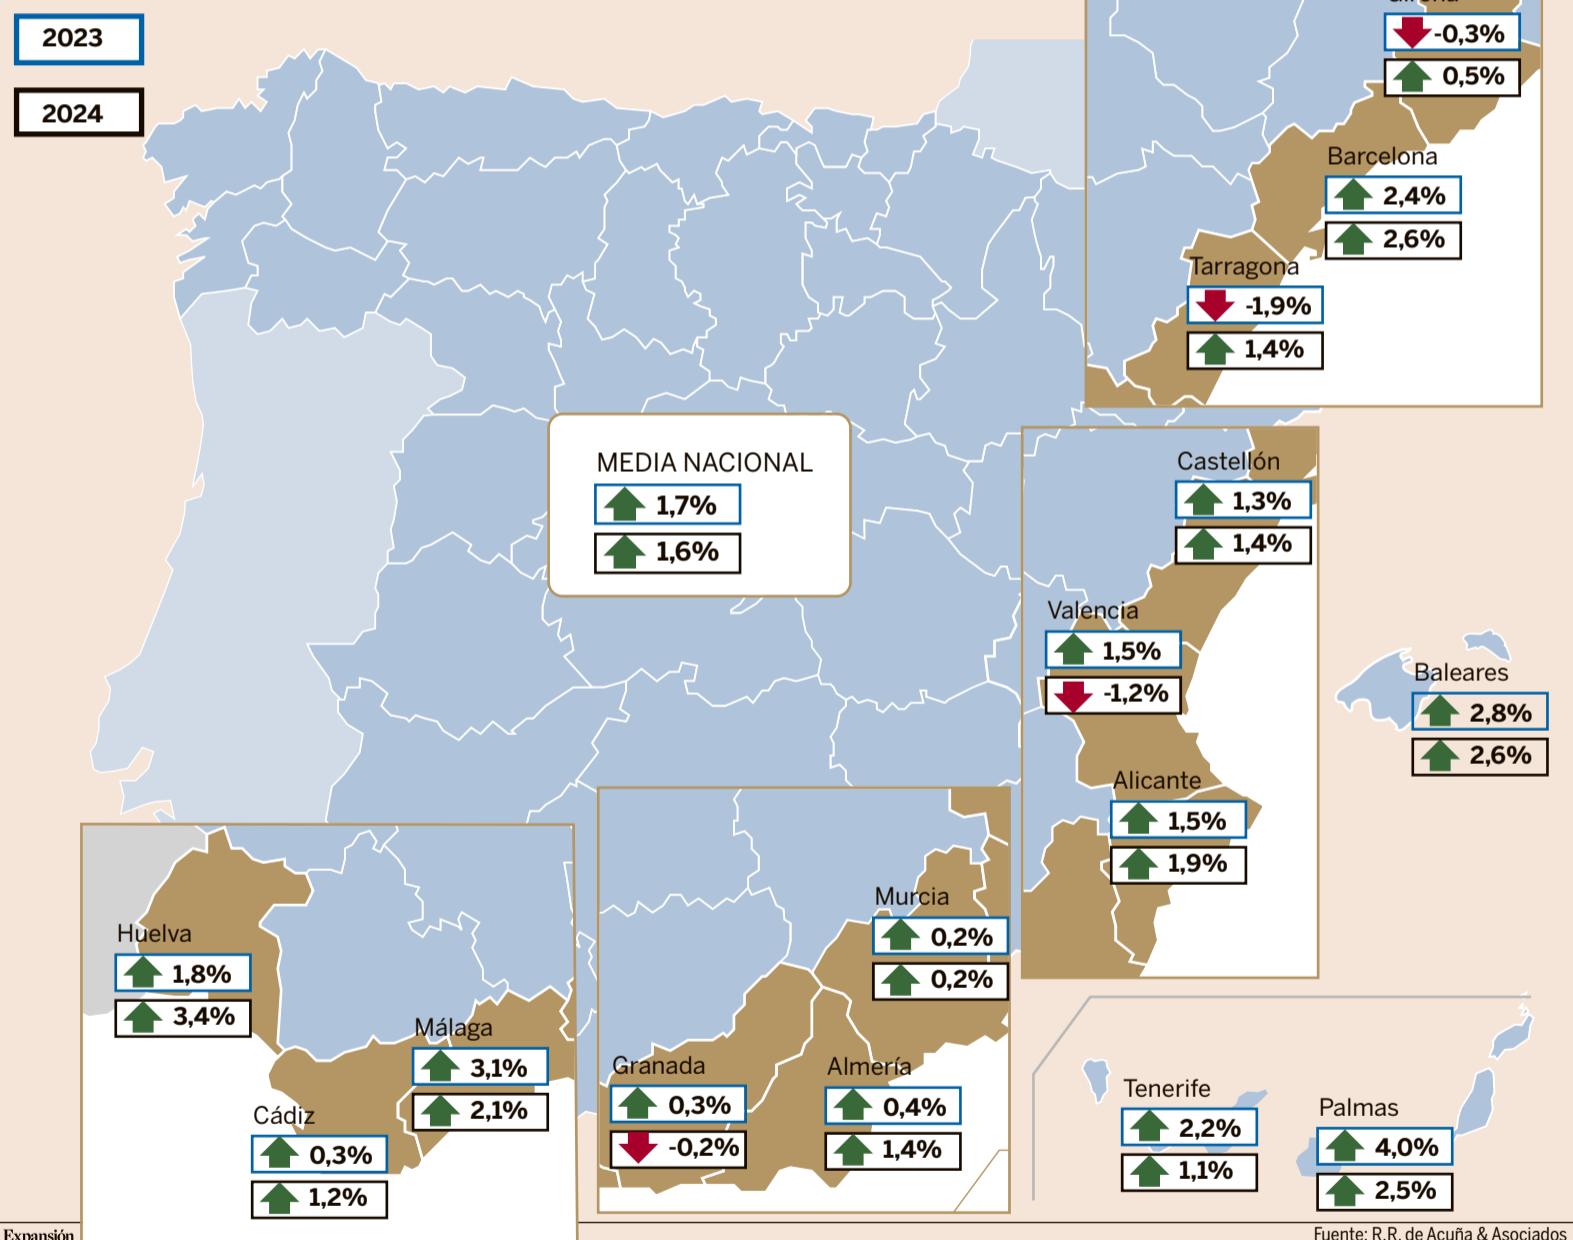 2023
2024
-0,3%
0,5%
Barcelona
2,4%
2,6%
Tarragona
-1,9%
1,4%
MEDIA NACIONAL
1,7%
1,6%
Castellón
1,3%
1,4%
Valencia
1,5%
-1,2%
Baleares
2,8%
2,6%
Alicante
1,5%
1,9%
Murcia
0,2%
0,2%
Huelva
1,8%
3,4%
Málaga
3,1%
2,1%
Cádiz
0,3%
1,2%
Granada
0,3%
-0,2%
Almería
0,4%
1,4%
Tenerife
2,2%
1,1%
Palmas
4,0%
2,5%
Expansión
Fuente: R.R. de Acuña & Asociados